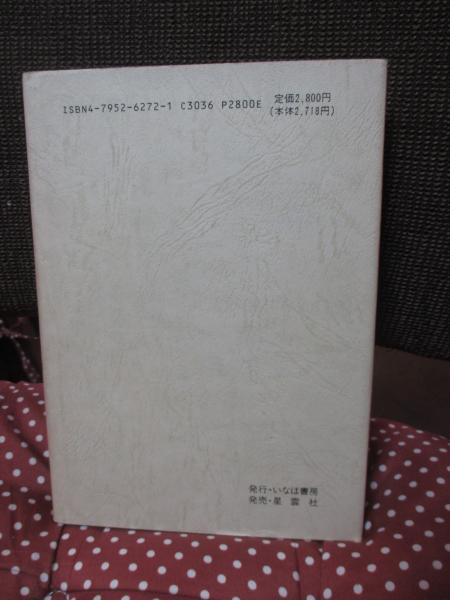 ISBN4-7952-6272-1 C3036 P2800E
定価2,800円
(本体2,718円)
発行・いなほ書房
発売・星雲社